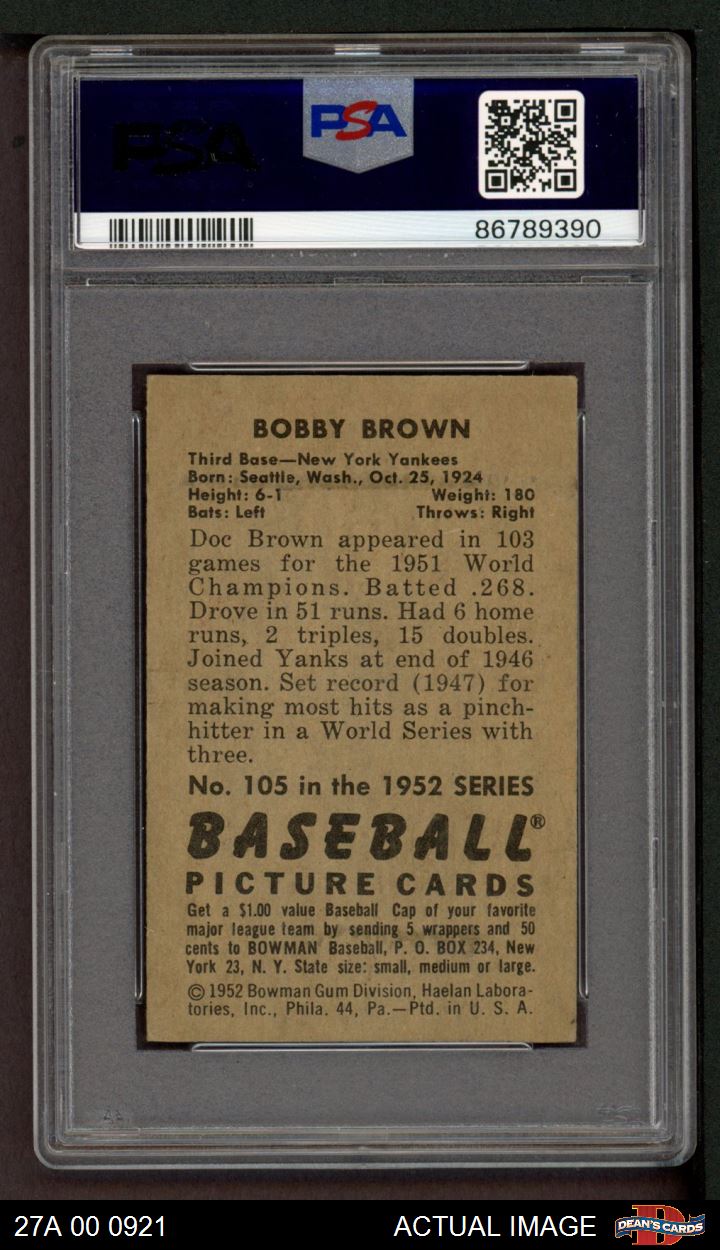 PSA
PSA
86789390
BOBBY BROWN
Third Base—New York Yankees
Born: Seattle, Wash., Oct. 25, 1924
Height: 6-1 Weight: 180
Bats: Left Throws: Right
Doc Brown appeared in 103
games for the 1951 World
Champions. Batted .268.
Drove in 51 runs. Had 6 home
runs, 2 triples, 15 doubles.
Joined Yanks at end of 1946
season. Set record (1947) for
making most hits as a pinch-
hitter in a World Series with
three.
No. 105 in the 1952 SERIES
BASEBALL®
PICTURE CARDS
Get a $1.00 value Baseball Cap of your favorite
major league team by sending 5 wrappers and 50
cents to BOWMAN Baseball, P. O. BOX 234, New
York 23, N. Y. State size: small, medium or large.
© 1952 Bowman Gum Division, Haelan Labora-
tories, Inc., Phila. 44, Pa.—Ptd. in U. S. A.
27A 00 0921 ACTUAL IMAGE DEAN'S CARDS